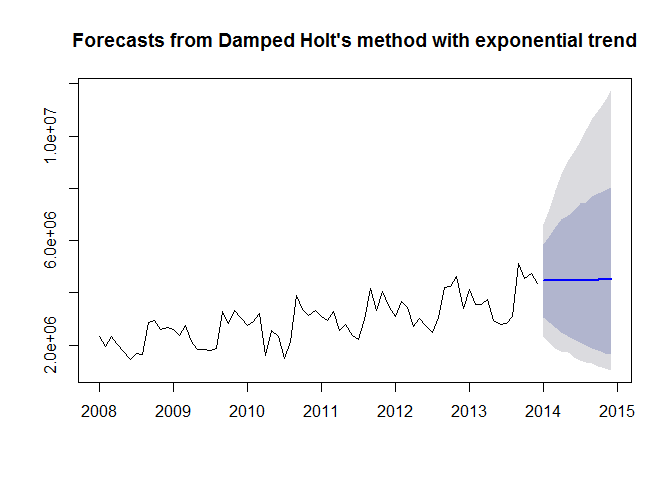 Forecasts from Damped Holt's method with exponential trend
1.0e+07
6.0e+06
2.0e+06
2008 2009 2010 2011 2012 2013 2014 2015